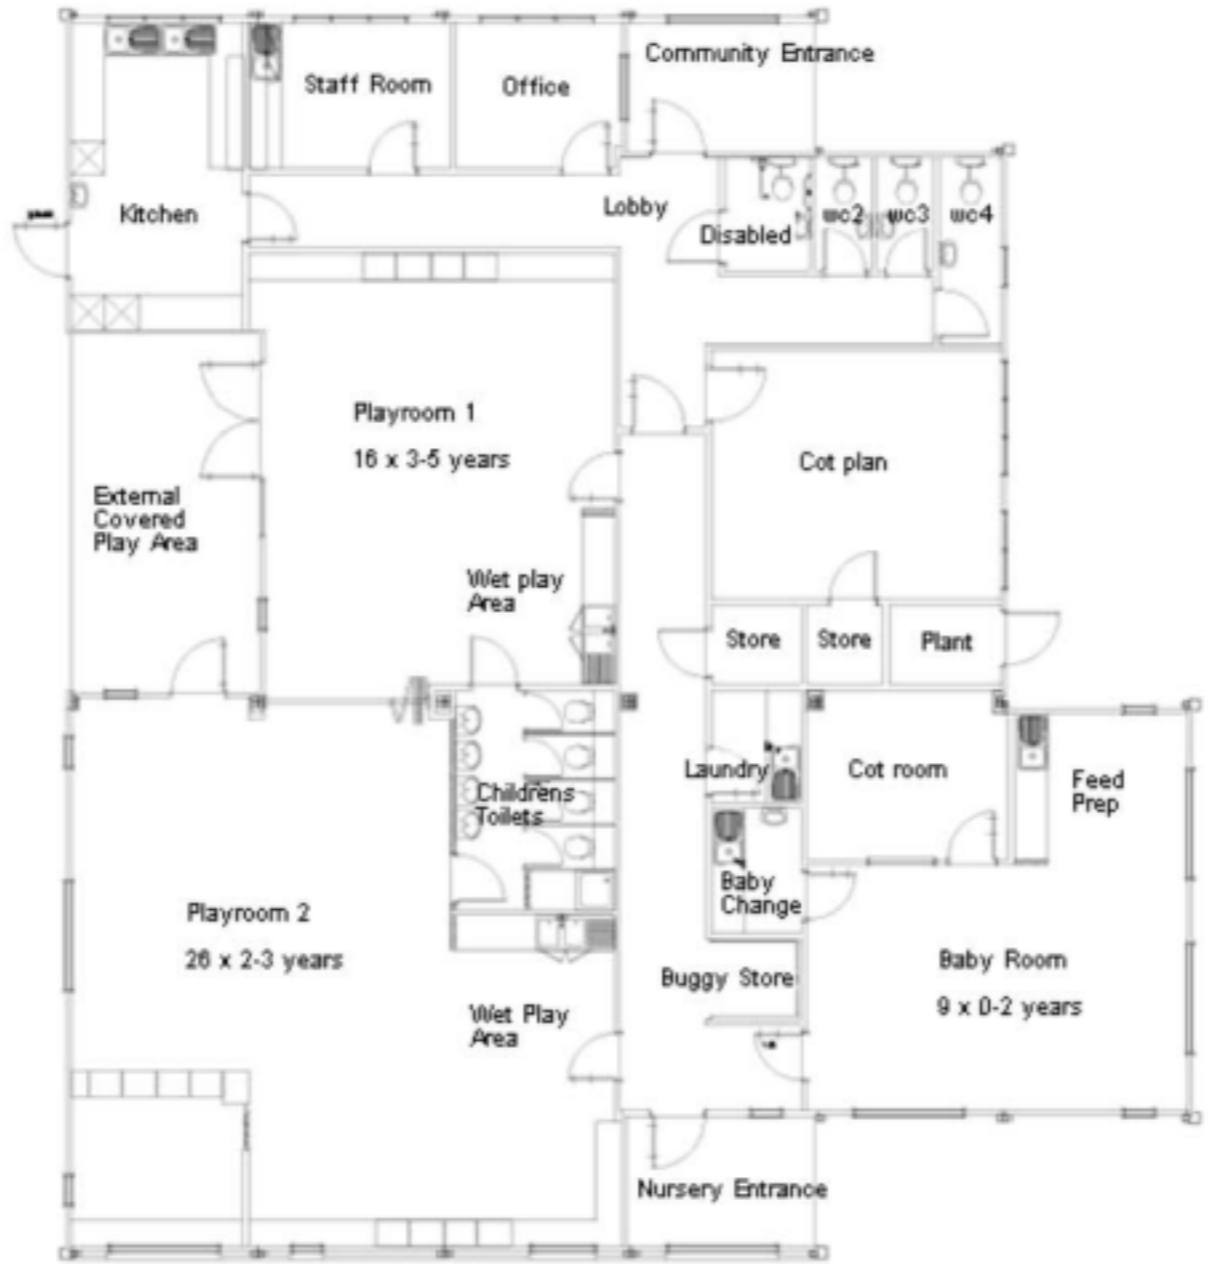 Community Entrance
Staff Room
Office
Kitchen
Lobby
Disabled
wc2
wc3
wc4
Playroom 1
16 x 3-5 years
Cot plan
External
Covered
Play Area
Wet play
Area
Store
Store
Plant
Laundry
Cot room
Feed
Prep
Childrens
Toilets
Baby
Change
Playroom 2
26 x 2-3 years
Buggy Store
Baby Room
9 x 0-2 years
Wet Play
Area
Nursery Entrance